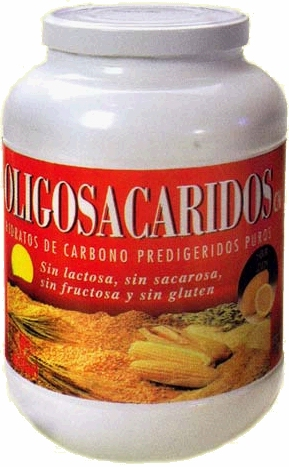 OLIGOSACARIDOS
HIDRATOS DE CARBONO PREDIGERIDOS PUROS
Sin lactosa, sin sacarosa,
sin fructosa y sin gluten